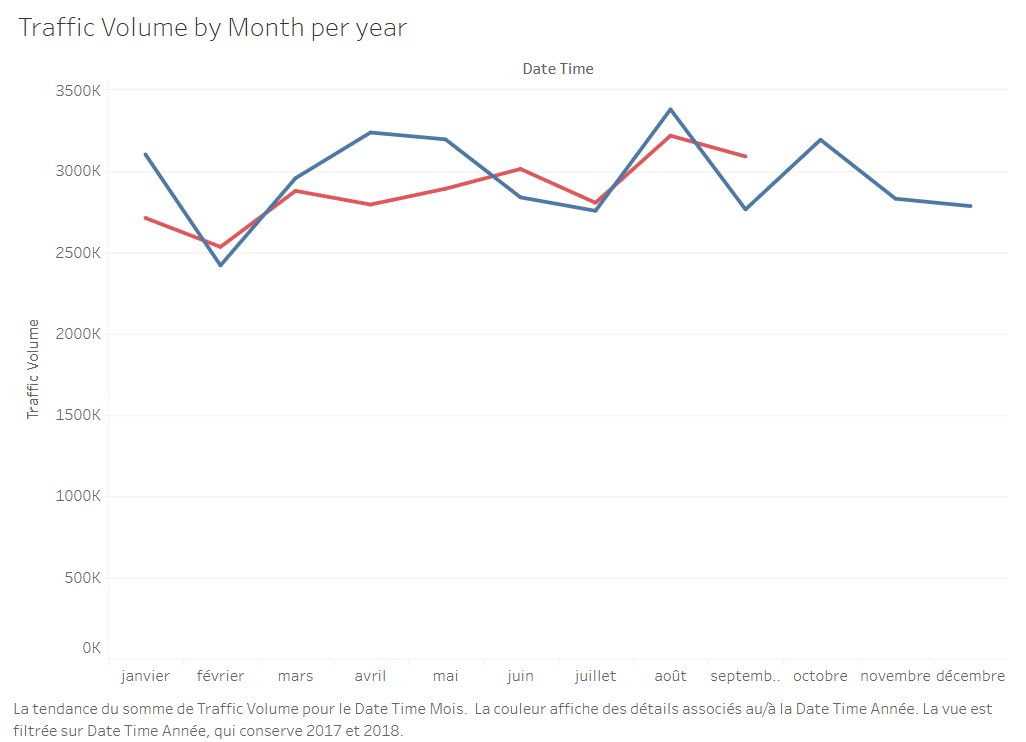 Traffic Volume by Month per year
Date Time
3500K
3000K
2500K
2000K
1500K
1000K
500K
0K
Traffic Volume
janvier février mars avril mai juin juillet août septemb.. octobre novembre décembre
La tendance du somme de Traffic Volume pour le Date Time Mois.  La couleur affiche des détails associés au/à la Date Time Année. La vue est
filtrée sur Date Time Année, qui conserve 2017 et 2018.